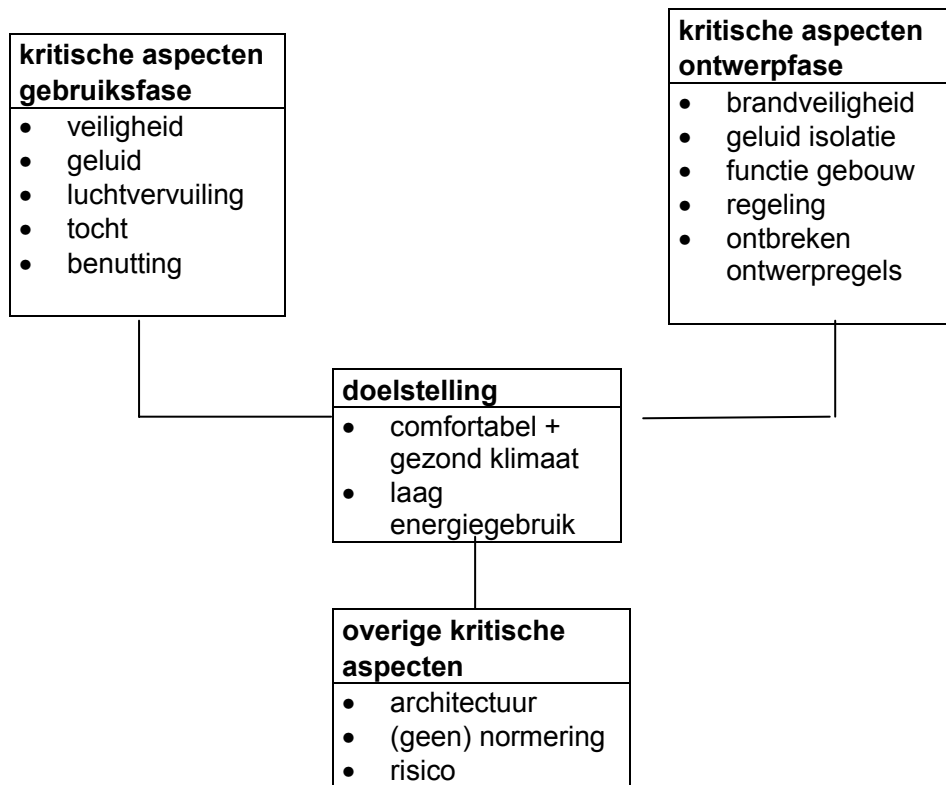 kritische aspecten
gebruiksfase
• veiligheid
• geluid
• luchtvervuiling
• tocht
• benutting
kritische aspecten
ontwerpfase
• brandveiligheid
• geluid isolatie
• functie gebouw
• regeling
• ontbreken
ontwerpregels
doelstelling
• comfortabel +
gezond klimaat
• laag
energiegebruik
overige kritische
aspecten
• architectuur
• (geen) normering
• risico